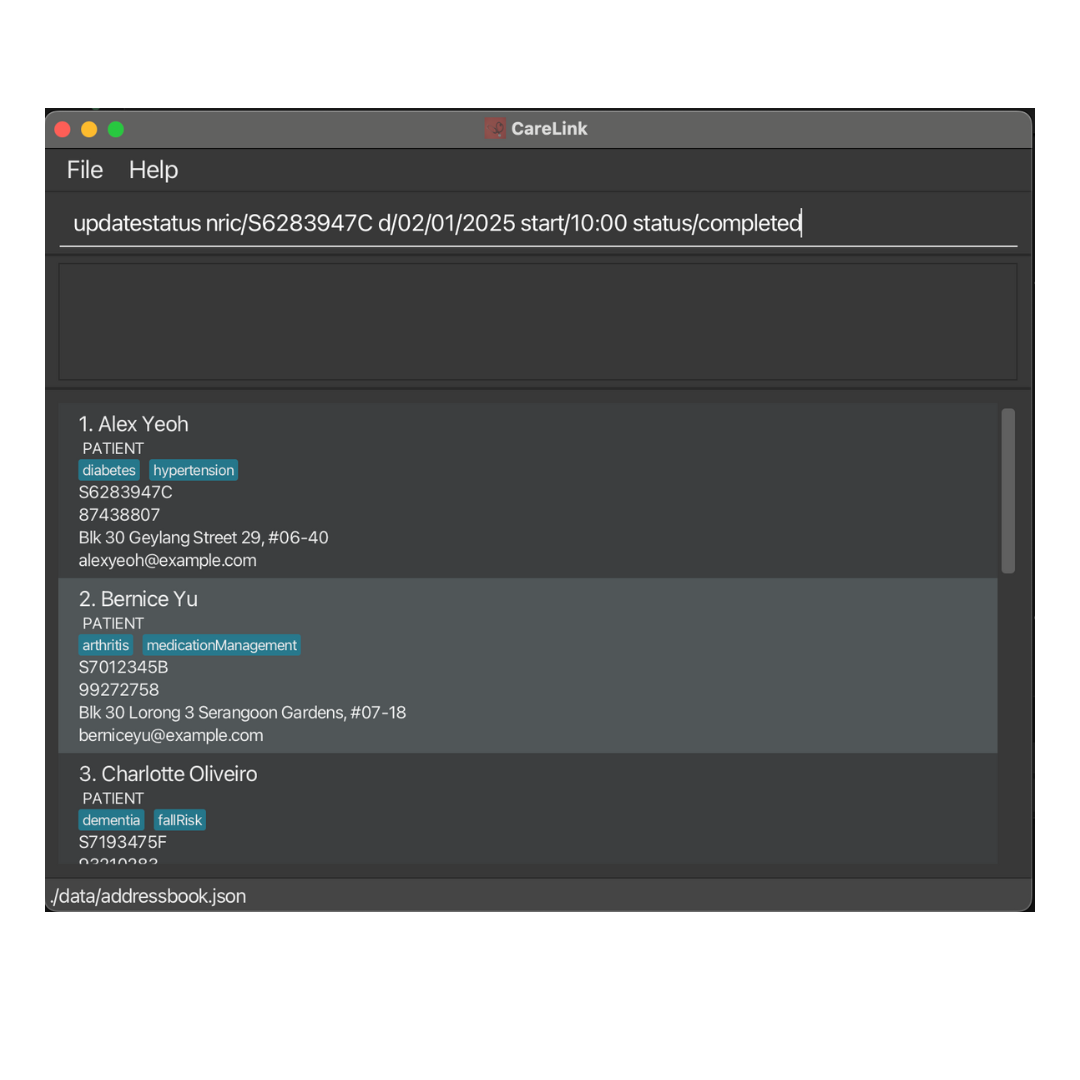 CareLink
File Help
updatestatus nric/S6283947C d/02/01/2025 start/10:00 status/completed
1. Alex Yeoh
PATIENT
diabetes hypertension
S6283947C
87438807
Blk 30 Geylang Street 29, #06-40
alexyeoh@example.com
2. Bernice Yu
PATIENT
arthritis medicationManagement
S7012345B
99272758
Blk 30 Lorong 3 Serangoon Gardens, #07-18
berniceyu@example.com
3. Charlotte Oliveiro
PATIENT
dementia fallRisk
S7193475F
./data/addressbook.json